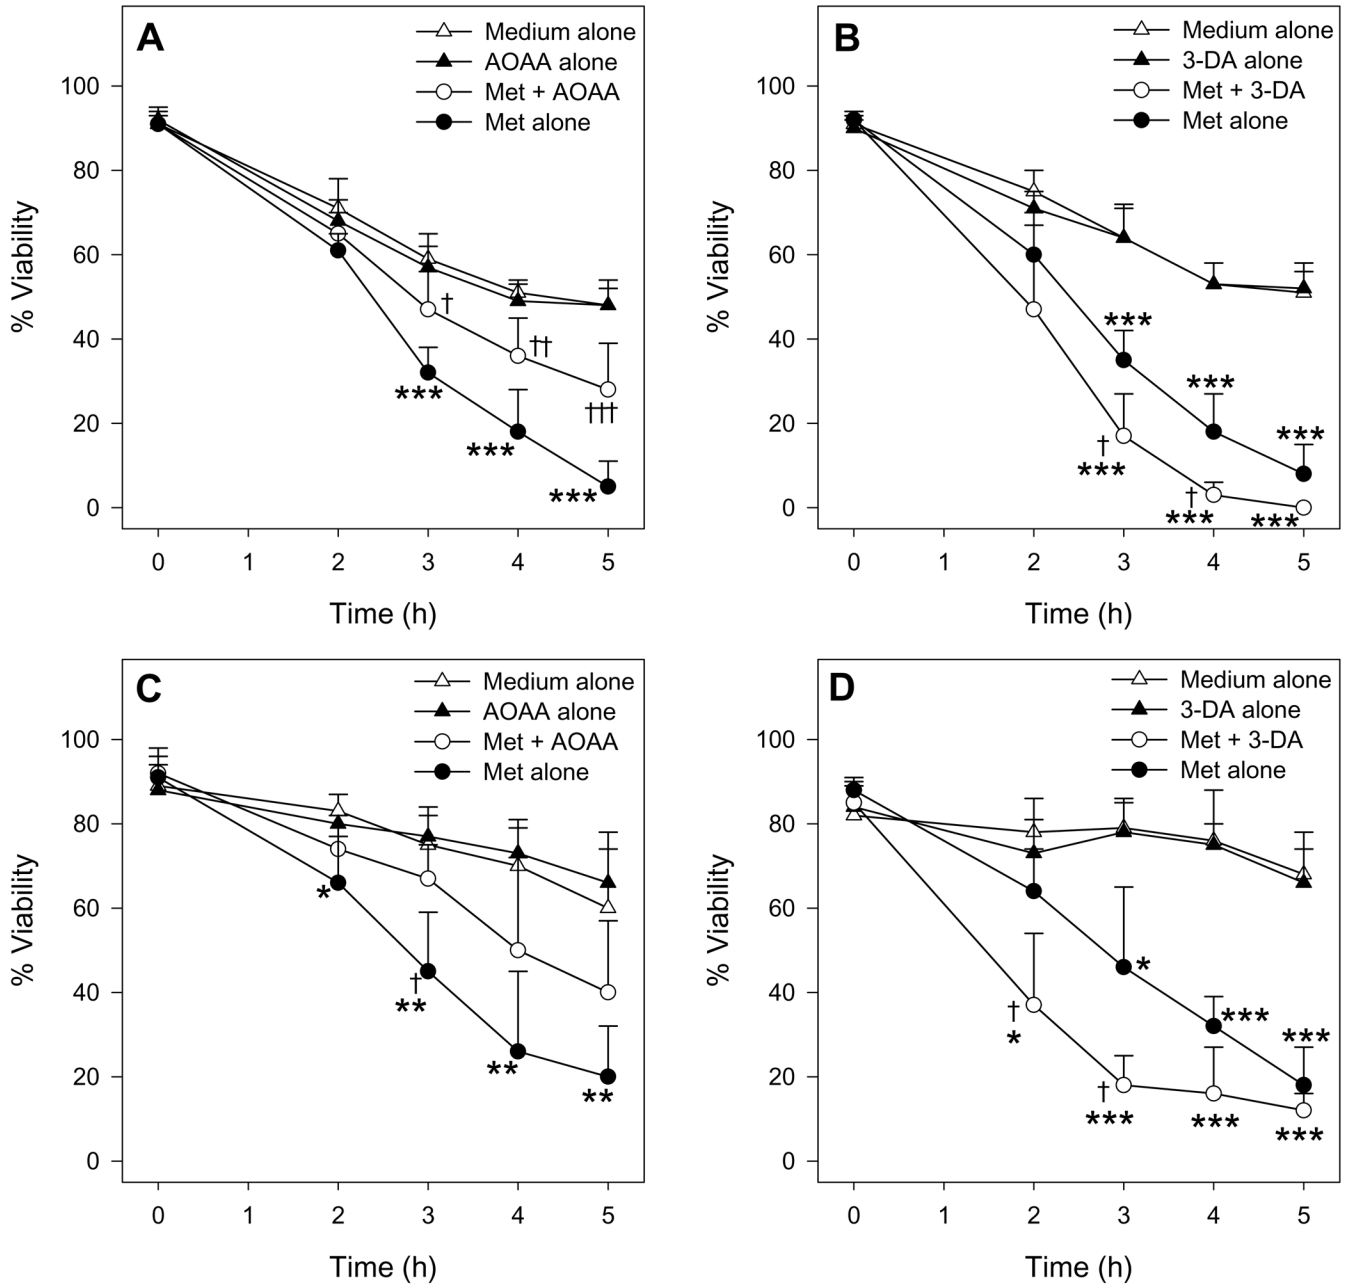 A
Medium alone
AOAA alone
Met + AOAA
Met alone
100
80
60
40
20
0
% Viability
†
††
†††
***
***
***
0 1 2 3 4 5
Time (h)
B
Medium alone
3-DA alone
Met + 3-DA
Met alone
100
80
60
40
20
0
% Viability
***
***
***
†
***
†
***
***
0 1 2 3 4 5
Time (h)
C
Medium alone
AOAA alone
Met + AOAA
Met alone
100
80
60
40
20
0
% Viability
*
†
**
**
**
0 1 2 3 4 5
Time (h)
D
Medium alone
3-DA alone
Met + 3-DA
Met alone
100
80
60
40
20
0
% Viability
*
***
***
†
*
†
***
***
***
0 1 2 3 4 5
Time (h)